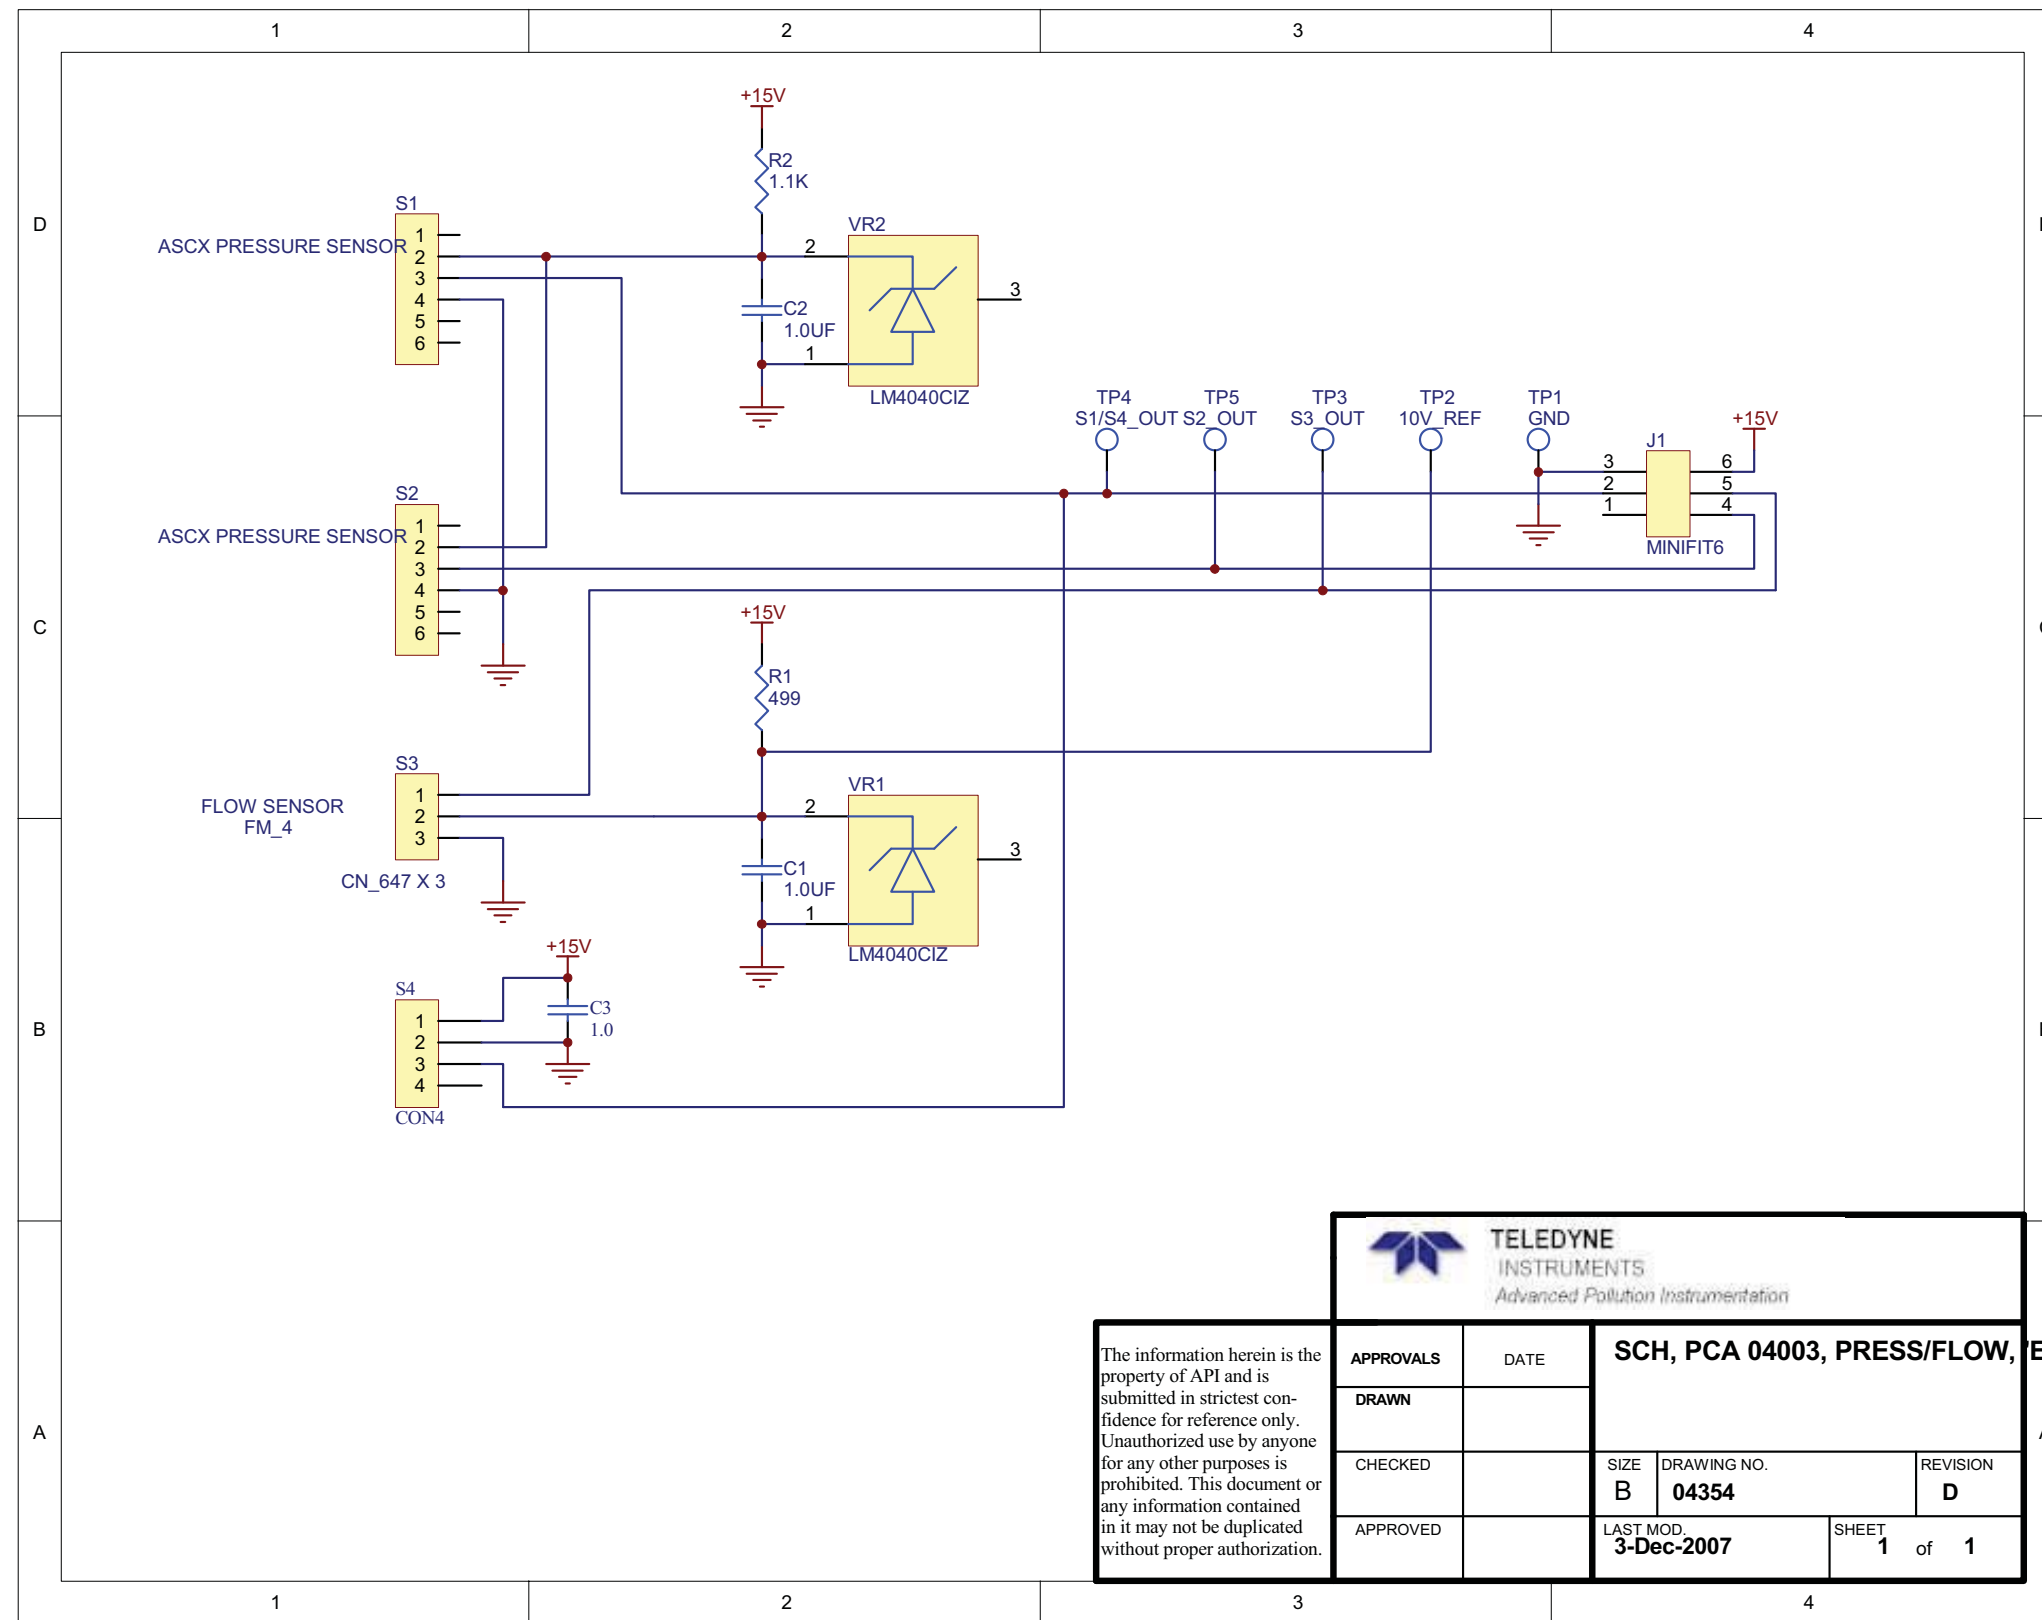 1 2 3 4
D
C
B
A
+15V
R2
1.1K
S1
ASCX PRESSURE SENSOR
1
2
3
4
5
6
VR2
2
3
1
C2
1.0UF
LM4040CIZ
TP4
S1/S4_OUT
TP5
S2_OUT
TP3
S3_OUT
TP2
10V_REF
TP1
GND
+15V
J1
3
2
1
6
5
4
MINIFIT6
S2
ASCX PRESSURE SENSOR
1
2
3
4
5
6
+15V
R1
499
S3
FLOW SENSOR
FM_4
1
2
3
CN_647 X 3
VR1
2
3
1
C1
1.0UF
LM4040CIZ
+15V
S4
1
2
3
4
C3
1.0
CON4
TELEDYNE
INSTRUMENTS
Advanced Pollution Instrumentation
The information herein is the
property of API and is
submitted in strictest con-
fidence for reference only.
Unauthorized use by anyone
for any other purposes is
prohibited. This document or
any information contained
in it may not be duplicated
without proper authorization.
APPROVALS
DATE
SCH, PCA 04003, PRESS/FLOW,
DRAWN
CHECKED
SIZE
B
DRAWING NO.
04354
REVISION
D
APPROVED
LAST MOD.
3-Dec-2007
SHEET
1 of 1
1 2 3 4